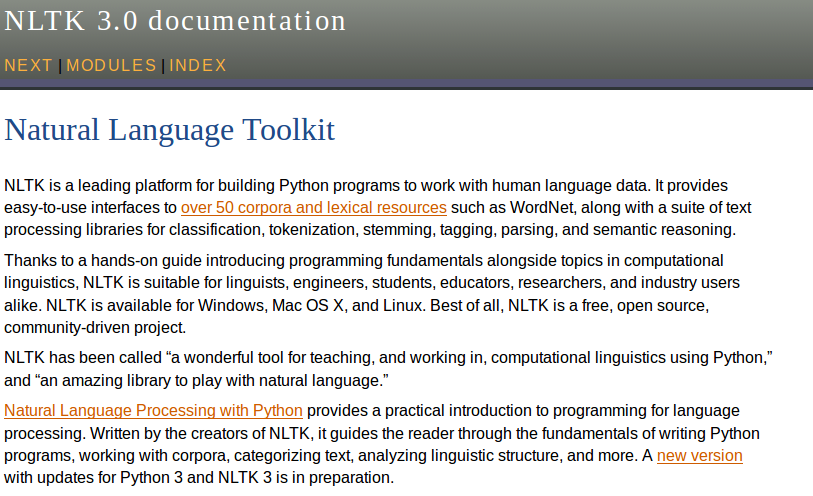 NLTK 3.0 documentation
NEXT | MODULES | INDEX
Natural Language Toolkit
NLTK is a leading platform for building Python programs to work with human language data. It provides
easy-to-use interfaces to over 50 corpora and lexical resources such as WordNet, along with a suite of text
processing libraries for classification, tokenization, stemming, tagging, parsing, and semantic reasoning.
Thanks to a hands-on guide introducing programming fundamentals alongside topics in computational
linguistics, NLTK is suitable for linguists, engineers, students, educators, researchers, and industry users
alike. NLTK is available for Windows, Mac OS X, and Linux. Best of all, NLTK is a free, open source,
community-driven project.
NLTK has been called “a wonderful tool for teaching, and working in, computational linguistics using Python,”
and “an amazing library to play with natural language.”
Natural Language Processing with Python provides a practical introduction to programming for language
processing. Written by the creators of NLTK, it guides the reader through the fundamentals of writing Python
programs, working with corpora, categorizing text, analyzing linguistic structure, and more. A new version
with updates for Python 3 and NLTK 3 is in preparation.